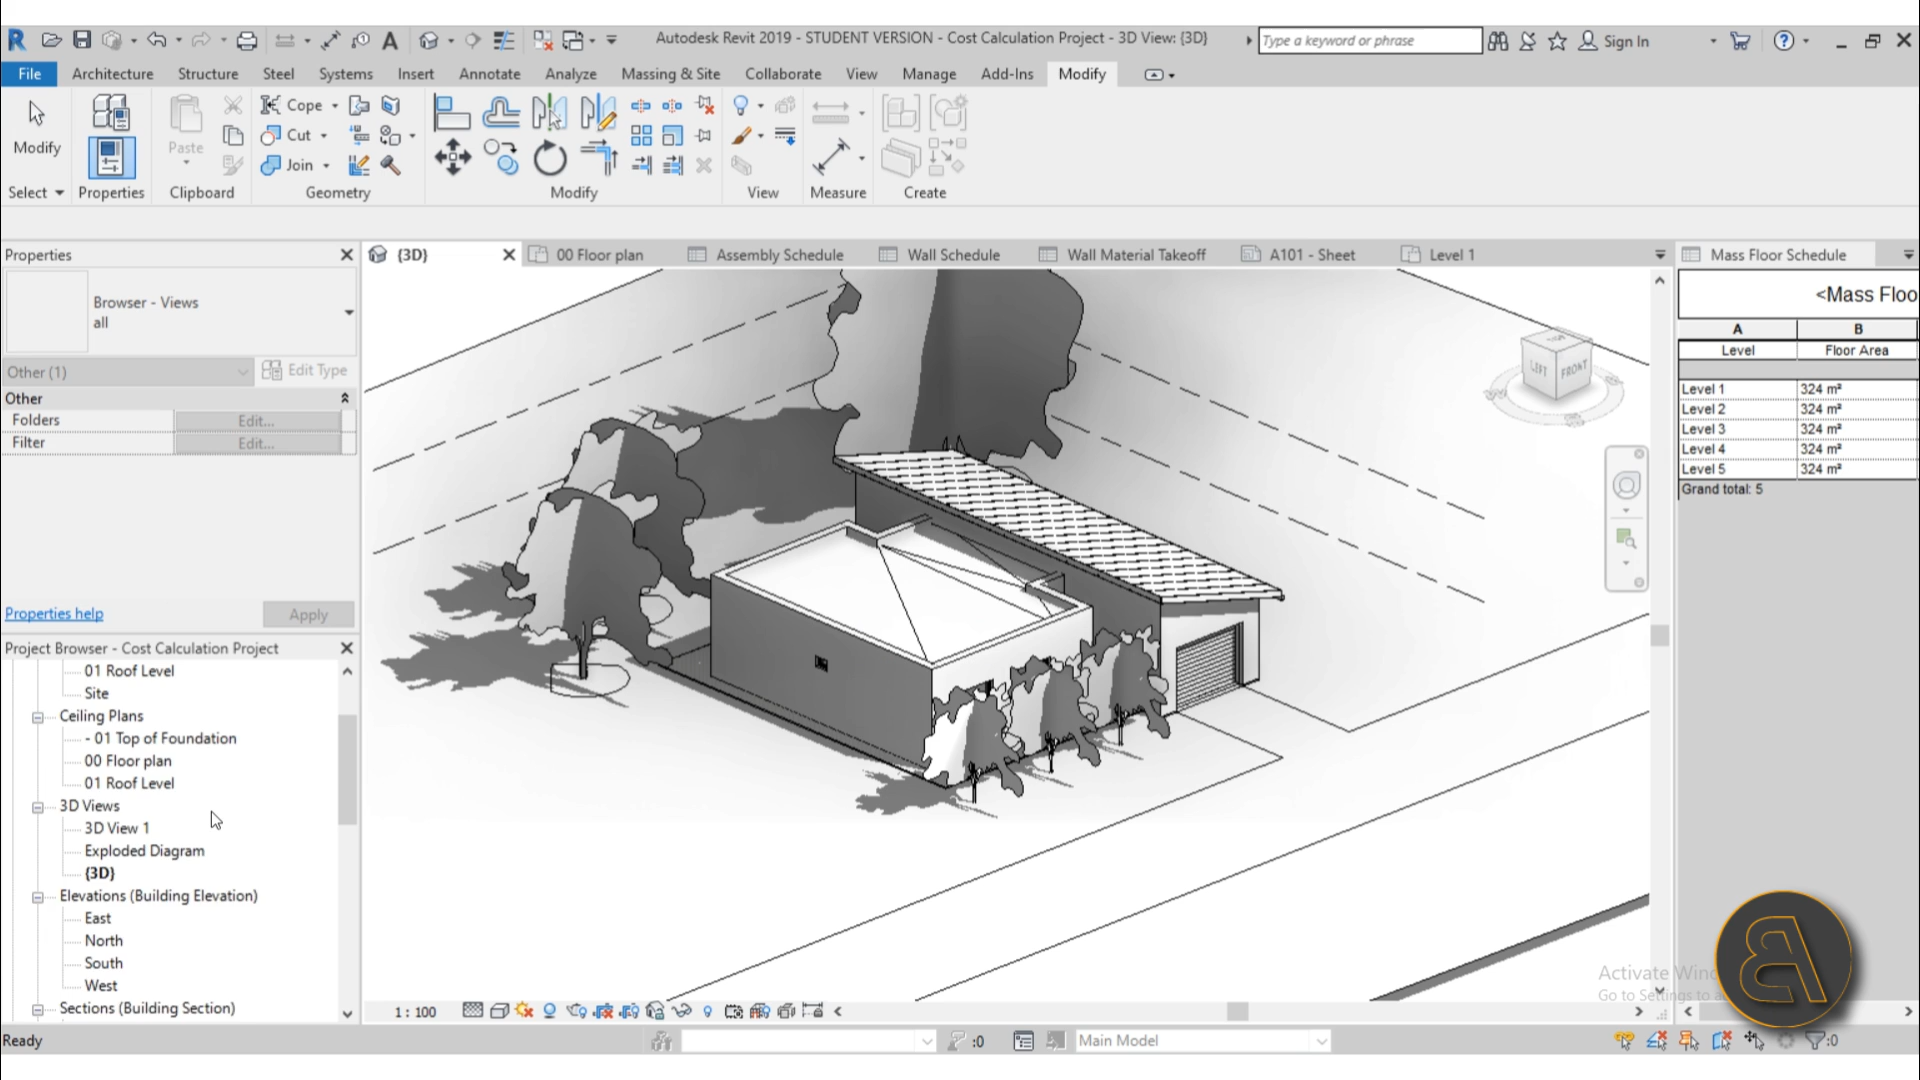 Autodesk Revit 2019 - STUDENT VERSION - Cost Calculation Project - 3D View: {3D}
Type a keyword or phrase
Sign In
File Architecture Structure Steel Systems Insert Annotate Analyze Massing & Site Collaborate View Manage Add-Ins Modify
Cope
Cut
Join
Modify
Paste
Select Properties Clipboard Geometry Modify View Measure Create
Properties
{3D} 00 Floor plan Assembly Schedule Wall Schedule Wall Material Takeoff A101 - Sheet Level 1 Mass Floor Schedule
Browser - Views
all
Other (1) Edit Type
Other
Folders Edit...
Filter Edit...
Properties help Apply
<Mass Floo
A B
Level Floor Area
Level 1 324 m²
Level 2 324 m²
Level 3 324 m²
Level 4 324 m²
Level 5 324 m²
Grand total: 5
TOP
LEFT FRONT
Project Browser - Cost Calculation Project
01 Roof Level
Site
Ceiling Plans
- 01 Top of Foundation
00 Floor plan
01 Roof Level
3D Views
3D View 1
Exploded Diagram
{3D}
Elevations (Building Elevation)
East
North
South
West
Sections (Building Section)
1 : 100
Activate Wind
Go to Settings to a
Ready
:0
Main Model
:0